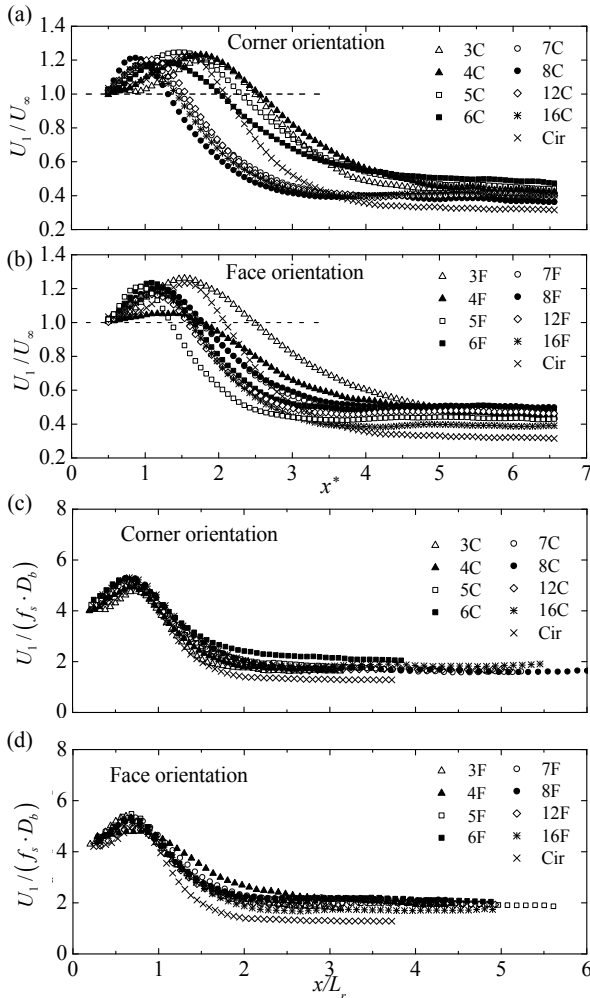 (a)
1.4
1.2
1.0
0.8
0.6
0.4
0.2
U₁ / U∞
Corner orientation
3C
4C
5C
6C
7C
8C
12C
16C
Cir
(b)
1.4
1.2
1.0
0.8
0.6
0.4
0.2
U₁ / U∞
Face orientation
3F
4F
5F
6F
7F
8F
12F
16F
Cir
0 1 2 3 4 5 6 7
x*
(c)
8
6
4
2
0
U₁ / (fₛ · D_b)
Corner orientation
3C
4C
5C
6C
7C
8C
12C
16C
Cir
(d)
8
6
4
2
0
U₁ / (fₛ · D_b)
Face orientation
3F
4F
5F
6F
7F
8F
12F
16F
Cir
0 1 2 3 4 5 6
x/L_r